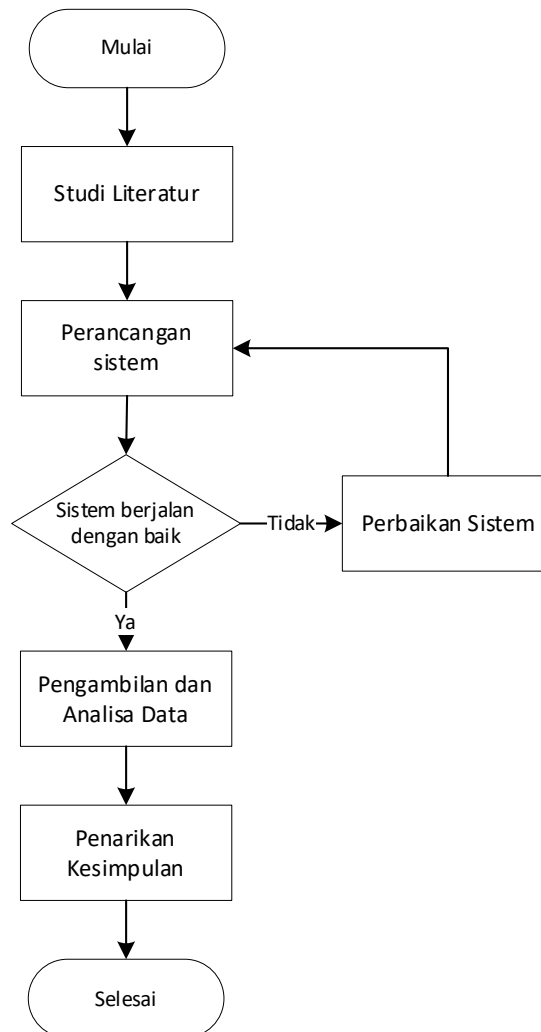 Mulai
Studi Literatur
Perancangan
sistem
Sistem berjalan
dengan baik
Tidak
Perbaikan Sistem
Ya
Pengambilan dan
Analisa Data
Penarikan
Kesimpulan
Selesai